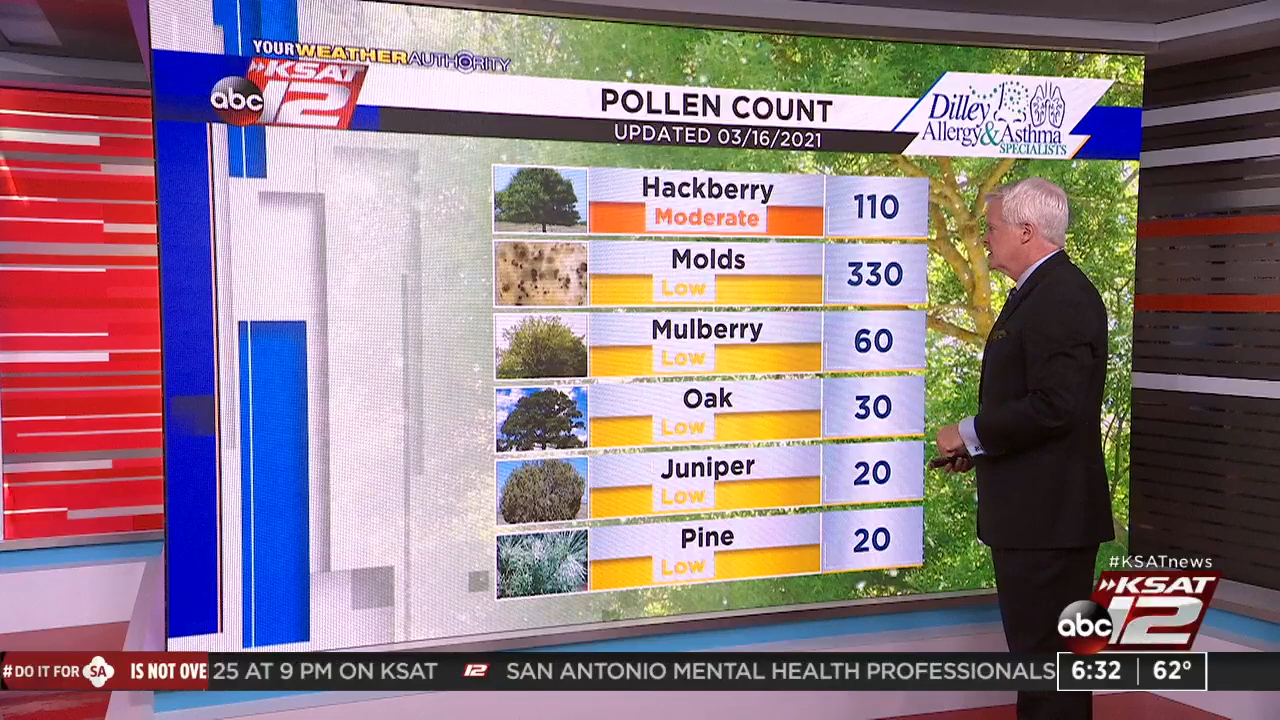 YOUR WEATHER AUTHORITY
»KSAT
abc 12
POLLEN COUNT
UPDATED 03/16/2021
Dilley
Allergy & Asthma
SPECIALISTS
Hackberry
Moderate
110
Molds
Low
330
Mulberry
Low
60
Oak
Low
30
Juniper
Low
20
Pine
Low
20
#KSATnews
»KSAT
abc 12
#DO IT FOR SA
IS NOT OVE
25 AT 9 PM ON KSAT 12 SAN ANTONIO MENTAL HEALTH PROFESSIONALS
6:32 62°